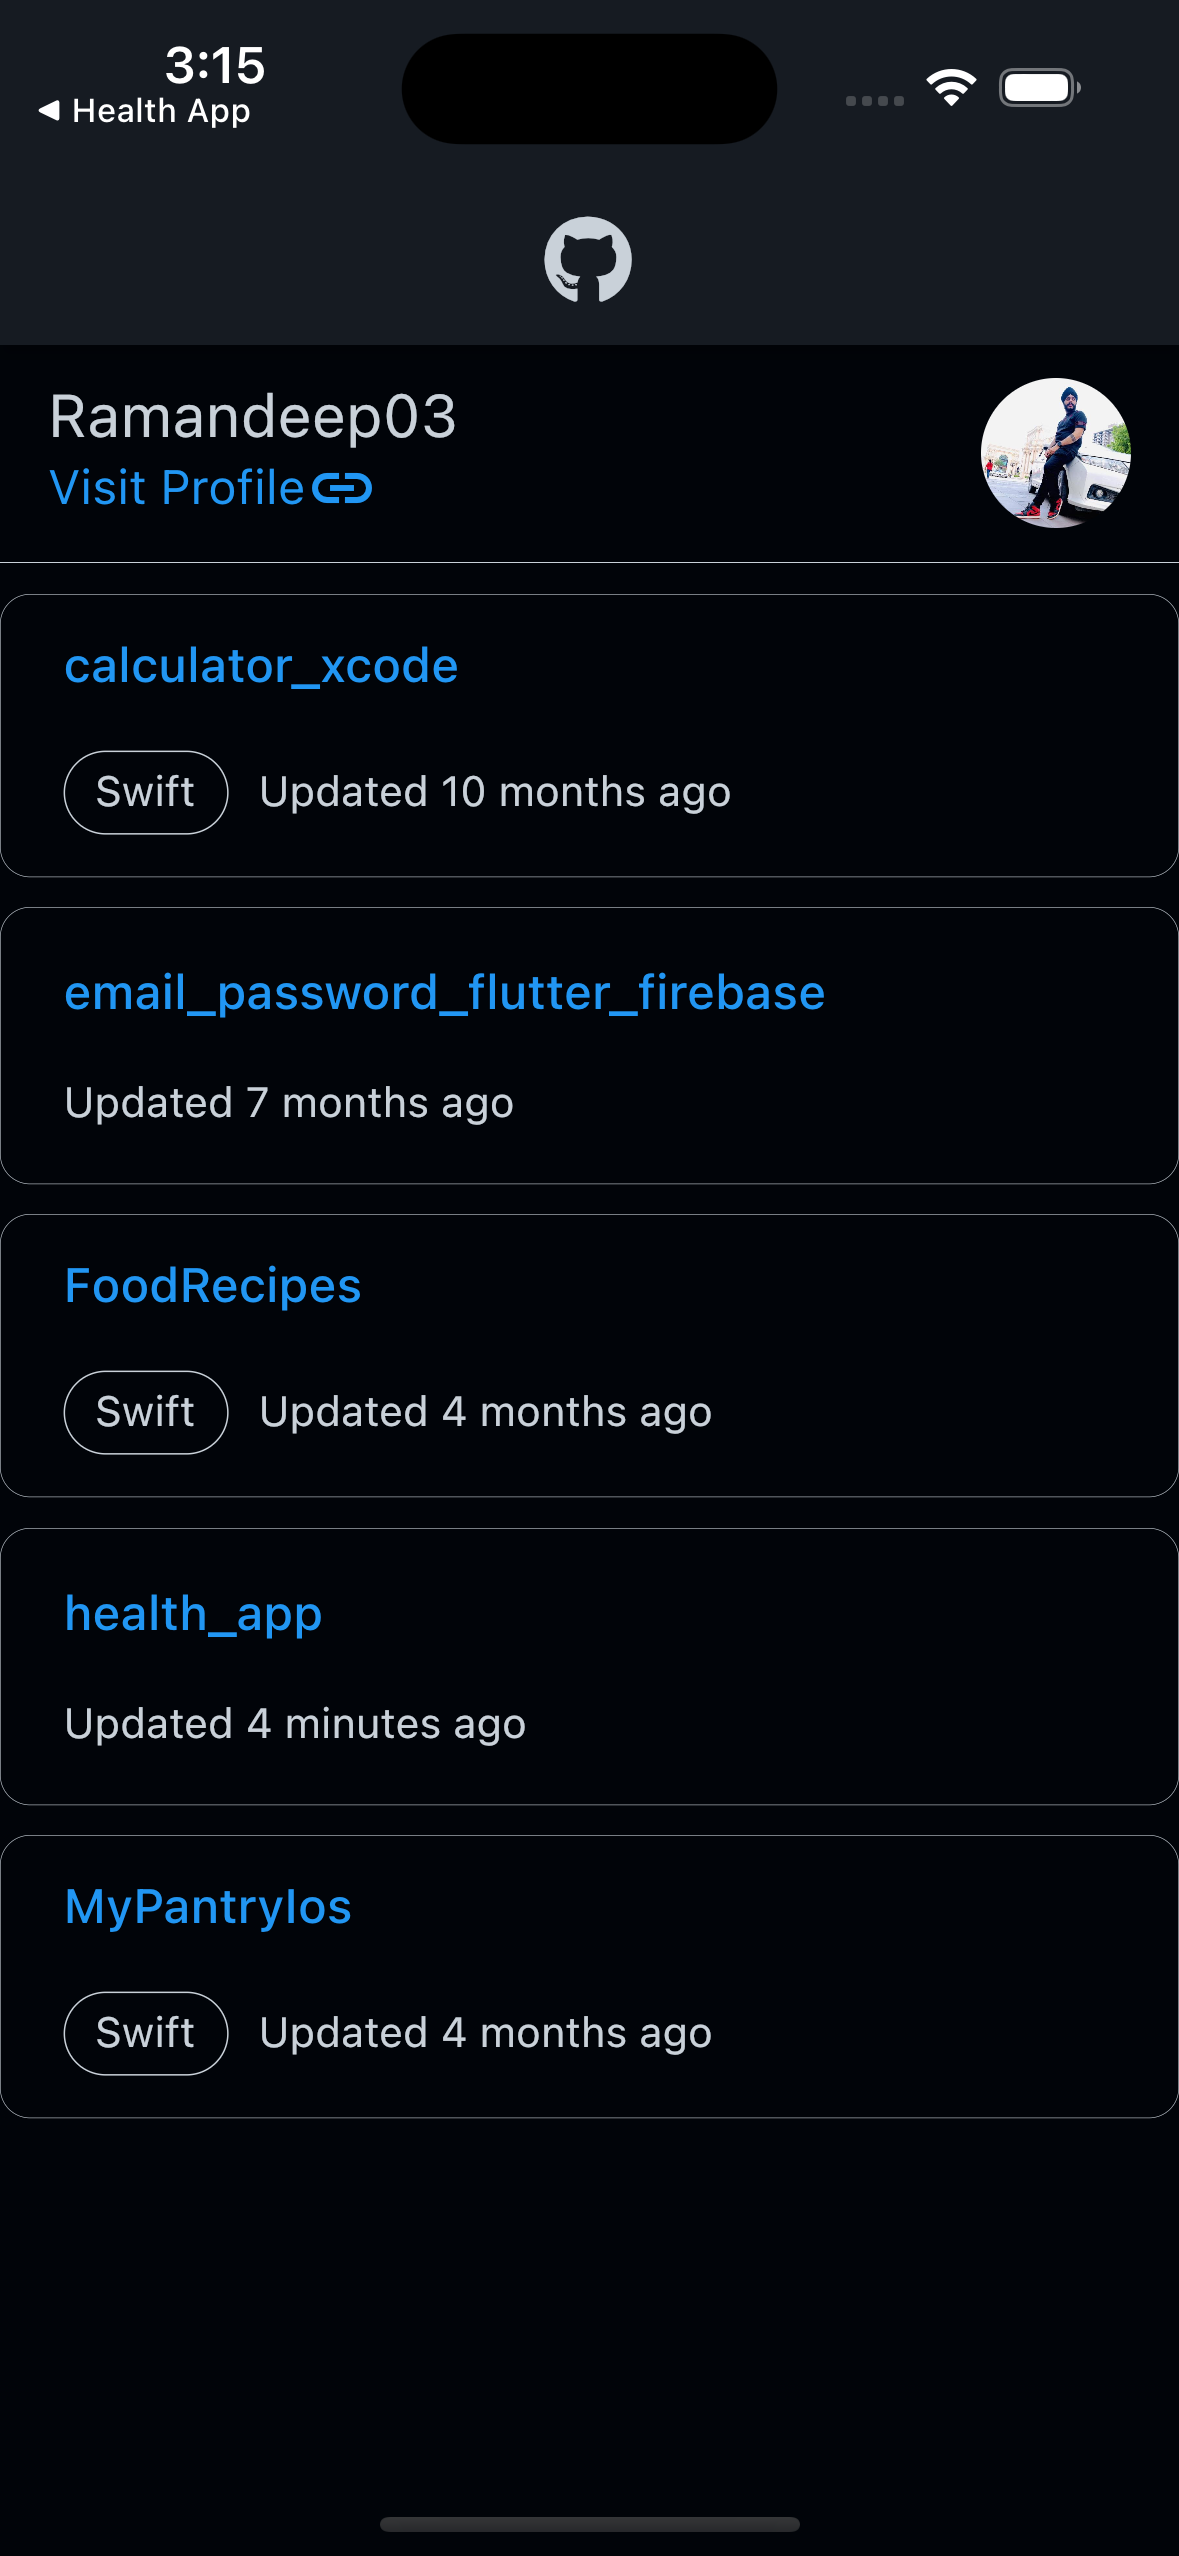 3:15
◀ Health App
Ramandeep03
Visit Profile
calculator_xcode
Swift Updated 10 months ago
email_password_flutter_firebase
Updated 7 months ago
FoodRecipes
Swift Updated 4 months ago
health_app
Updated 4 minutes ago
MyPantryIos
Swift Updated 4 months ago